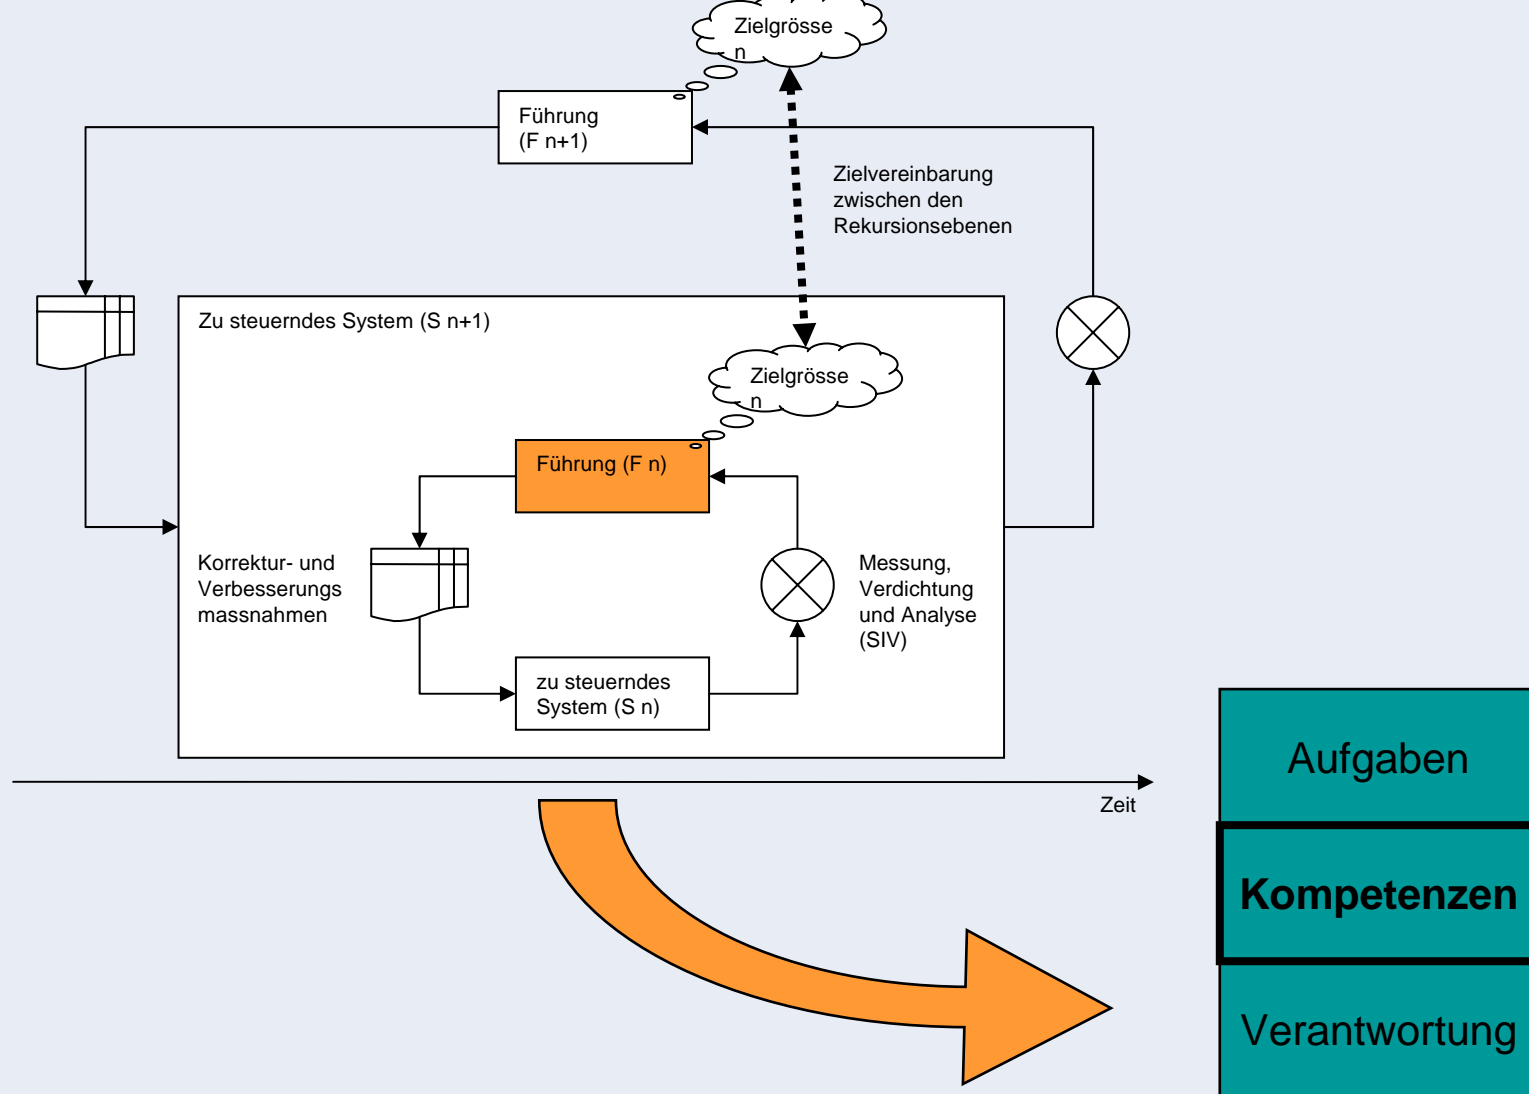 Zielgrösse
n
Führung
(F n+1)
Zielvereinbarung
zwischen den
Rekursionsebenen
Zu steuerndes System (S n+1)
Zielgrösse
n
Führung (F n)
Korrektur- und
Verbesserungs
massnahmen
Messung,
Verdichtung
und Analyse
(SIV)
zu steuerndes
System (S n)
Zeit
Aufgaben
Kompetenzen
Verantwortung